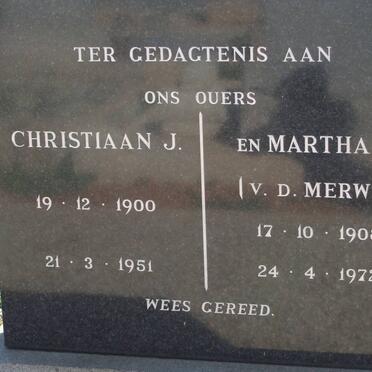 TER GEDAGTENIS AAN
ONS OUERS
CHRISTIAAN J.
19 · 12 · 1900
21 · 3 · 1951
EN MARTHA
(V. D. MERW
17 · 10 · 1908
24 · 4 · 1972
WEES GEREED.